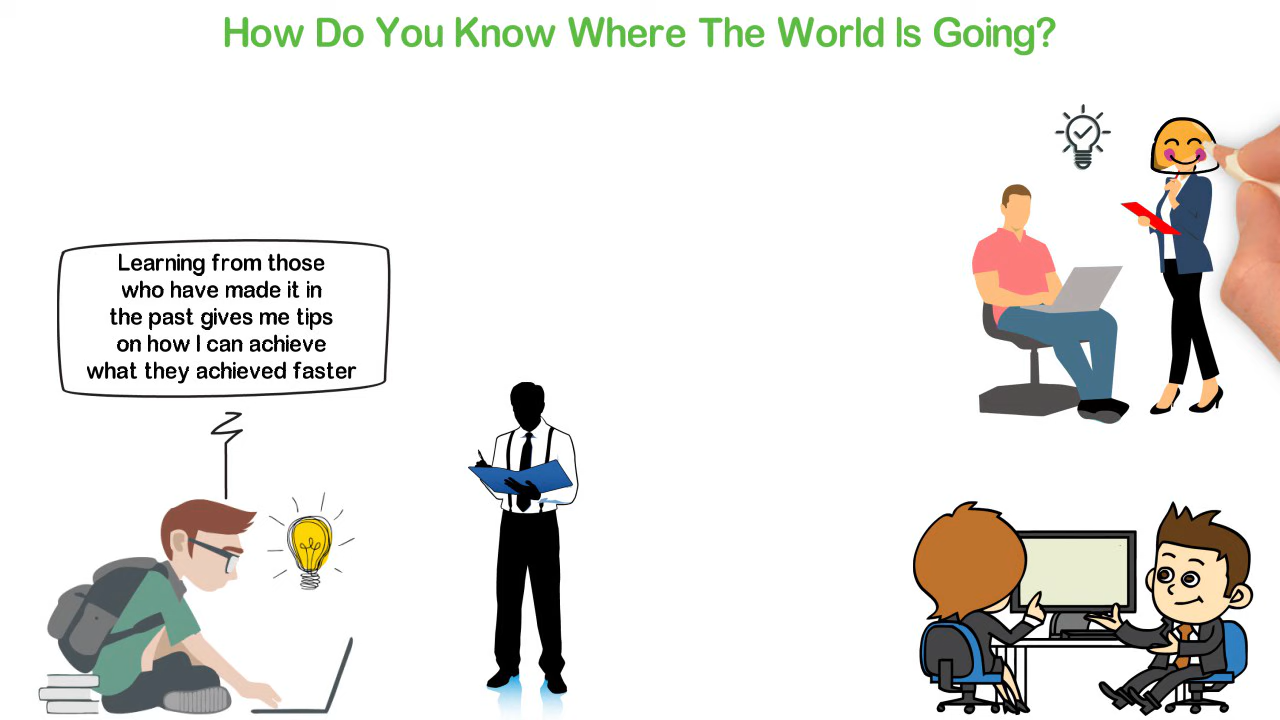 How Do You Know Where The World Is Going?
Learning from those
who have made it in
the past gives me tips
on how I can achieve
what they achieved faster